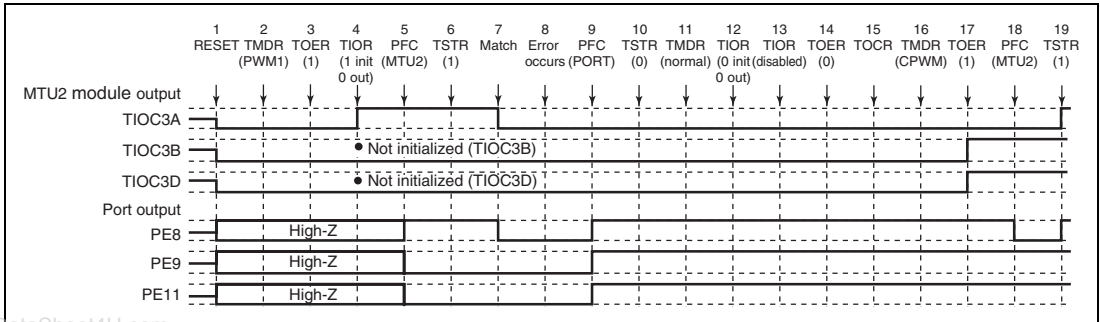 1 2 3 4 5 6 7 8 9 10 11 12 13 14 15 16 17 18 19
RESET TMDR TOER TIOR PFC TSTR Match Error PFC TSTR TMDR TIOR TIOR TOER TOCR TMDR TOER PFC TSTR
(PWM1) (1) (1 init (MTU2) (1) occurs (PORT) (0) (normal) (0 init (disabled) (0) (CPWM) (1) (MTU2) (1)
0 out) 0 out)
MTU2 module output
TIOC3A
TIOC3B • Not initialized (TIOC3B)
TIOC3D • Not initialized (TIOC3D)
Port output
PE8 High-Z
PE9 High-Z
PE11 High-Z